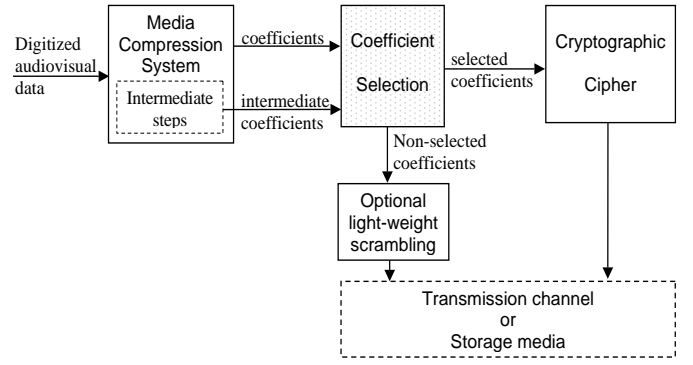 Digitized
audiovisual
data
Media
Compression
System
Intermediate
steps
coefficients
intermediate
coefficients
Coefficient
Selection
selected
coefficients
Cryptographic
Cipher
Non-selected
coefficients
Optional
light-weight
scrambling
Transmission channel
or
Storage media